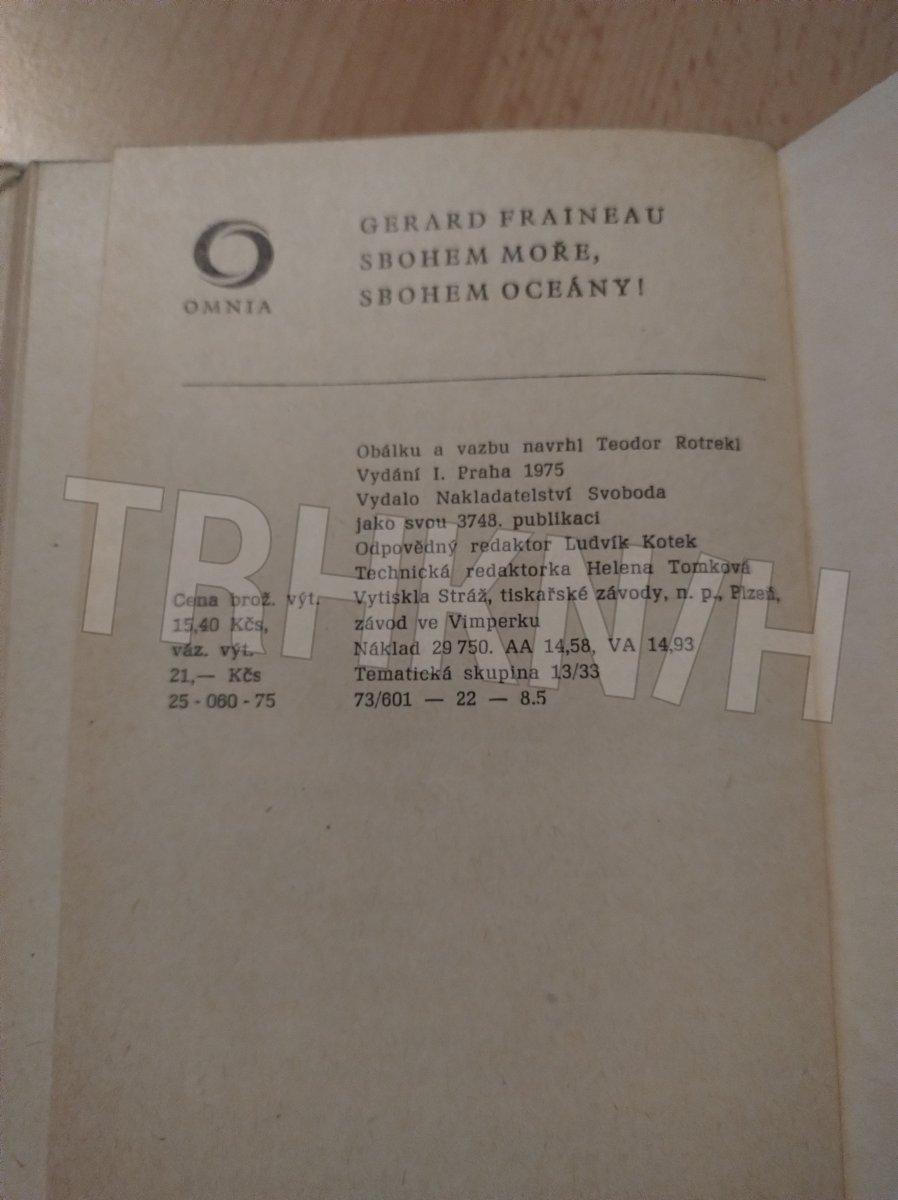 GERARD FRAINEAU
SBOHEM MOŘE,
SBOHEM OCEÁNY!
OMNIA
Obálku a vazbu navrhl Teodor Rotrekl
Vydání I. Praha 1975
Vydalo Nakladatelství Svoboda
jako svou 3748. publikaci
Odpovědný redaktor Ludvík Kotek
Technická redaktorka Helena Tomková
Vytiskla Stráž, tiskařské závody, n. p., Plzeň,
závod ve Vimperku
Náklad 29 750. AA 14,58, VA 14,93
Tematická skupina 13/33
73/601 — 22 — 8.5
Cena brož. výt.
15,40 Kčs,
váz. výt.
21,— Kčs
25 - 060 - 75
TRHKNIH